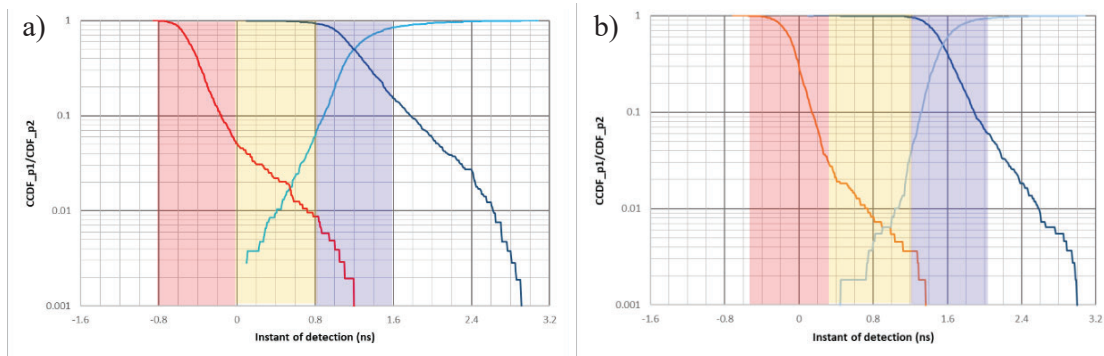 a)
1
0.1
0.01
0.001
CCDF_p1/CDF_p2
-1.6 -0.8 0 0.8 1.6 2.4 3.2
Instant of detection (ns)
b)
1
0.1
0.01
0.001
CCDF_p1/CDF_p2
-1.6 -0.8 0 0.8 1.6 2.4 3.2
Instant of detection (ns)